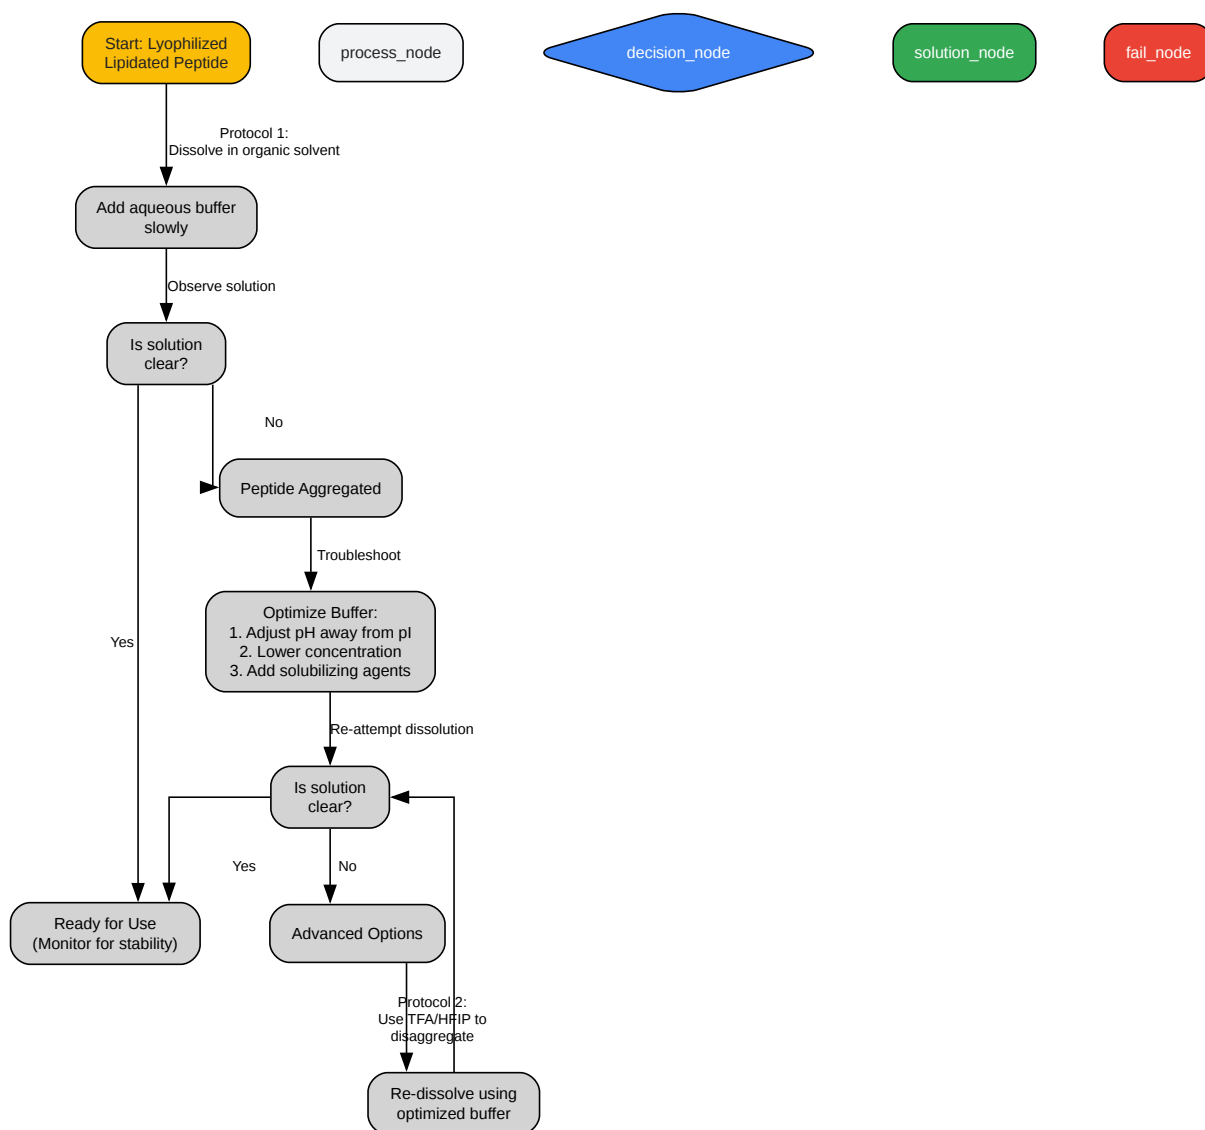 Start: Lyophilized
Lipidated Peptide
process_node
decision_node
solution_node
fail_node
Protocol 1:
Dissolve in organic solvent
Add aqueous buffer
slowly
Observe solution
Is solution
clear?
No
Peptide Aggregated
Troubleshoot
Optimize Buffer:
1. Adjust pH away from pI
2. Lower concentration
3. Add solubilizing agents
Yes
Re-attempt dissolution
Is solution
clear?
Yes
No
Ready for Use
(Monitor for stability)
Advanced Options
Protocol 2:
Use TFA/HFIP to
disaggregate
Re-dissolve using
optimized buffer